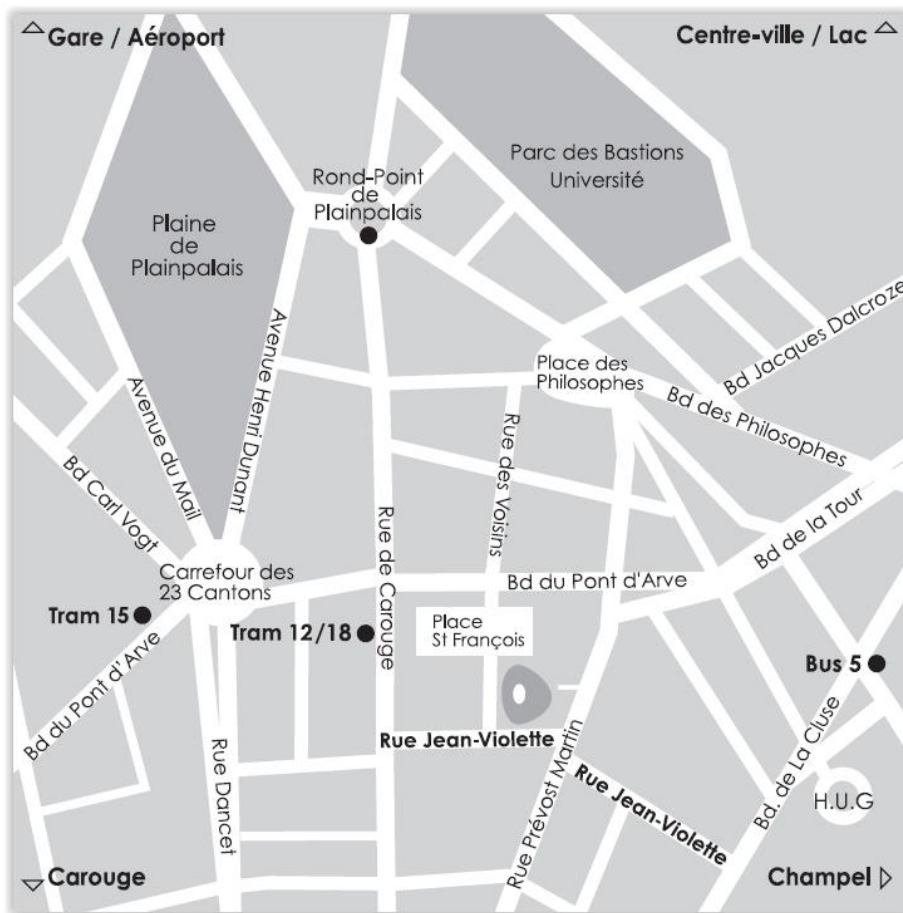 Gare / Aéroport
Centre-ville / Lac
Parc des Bastions
Université
Rond-Point
de
Plainpalais
Plaine
de
Plainpalais
Bd Jacques Dalcroze
Avenue Henri Dunant
Place des
Philosophes
Bd des Philosophes
Avenue du Mail
Rue des Voisins
Bd Carl Vogt
Rue de Carouge
Bd de la Tour
Carrefour des
23 Cantons
Bd du Pont d'Arve
Tram 15
Tram 12/18
Place
St François
Bus 5
Bd du Pont d'Arve
Rue Jean-Violette
Rue Dancet
Rue Prévost Martin
Rue Jean-Violette
Bd. de La Cluse
H.U.G
Carouge
Champel